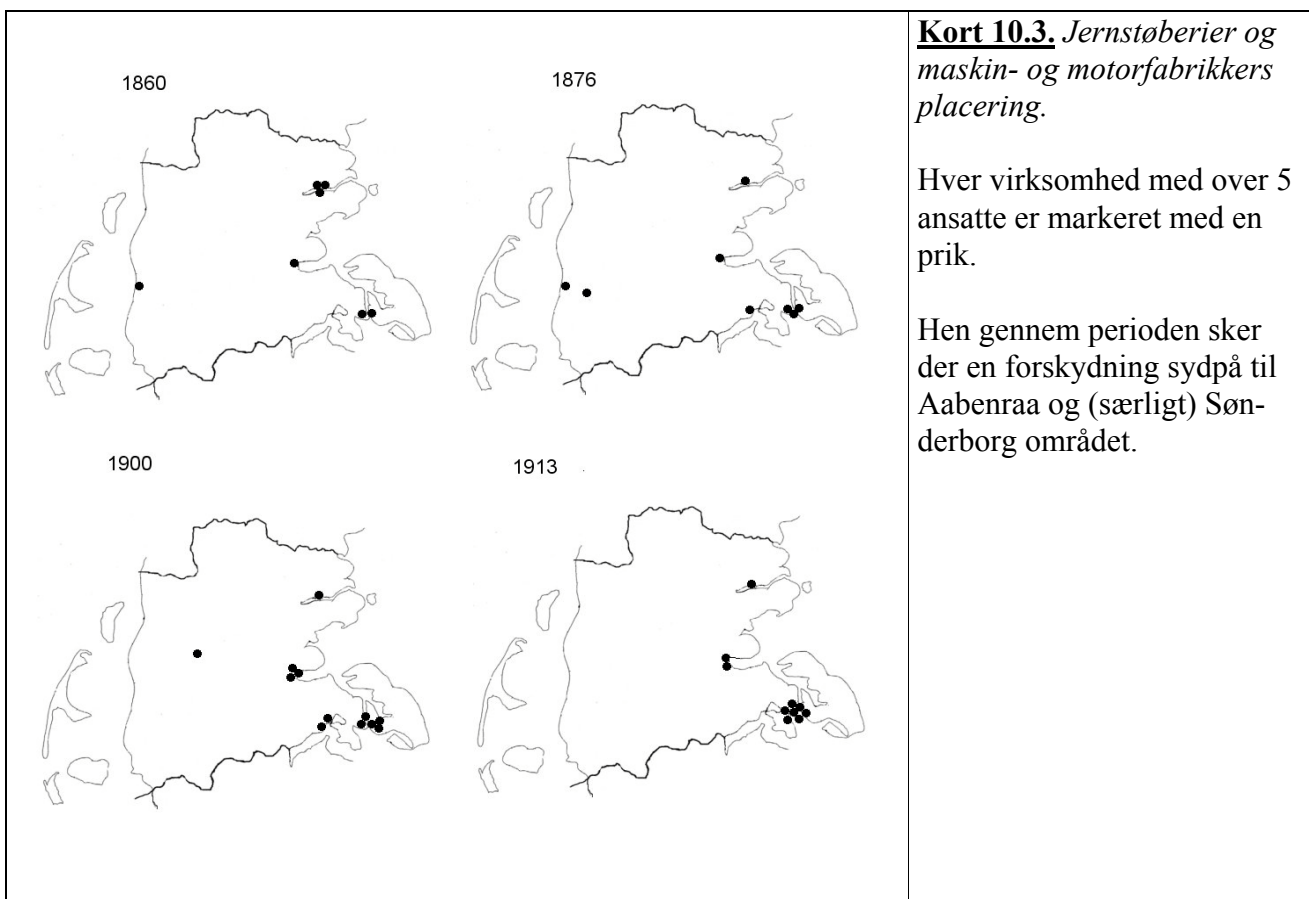 1860
1876
1900
1913
Kort 10.3. Jernstøberier og
maskin- og motorfabrikkers
placering.
Hver virksomhed med over 5
ansatte er markeret med en
prik.
Hen gennem perioden sker
der en forskydning sydpå til
Aabenraa og (særligt) Søn-
derborg området.